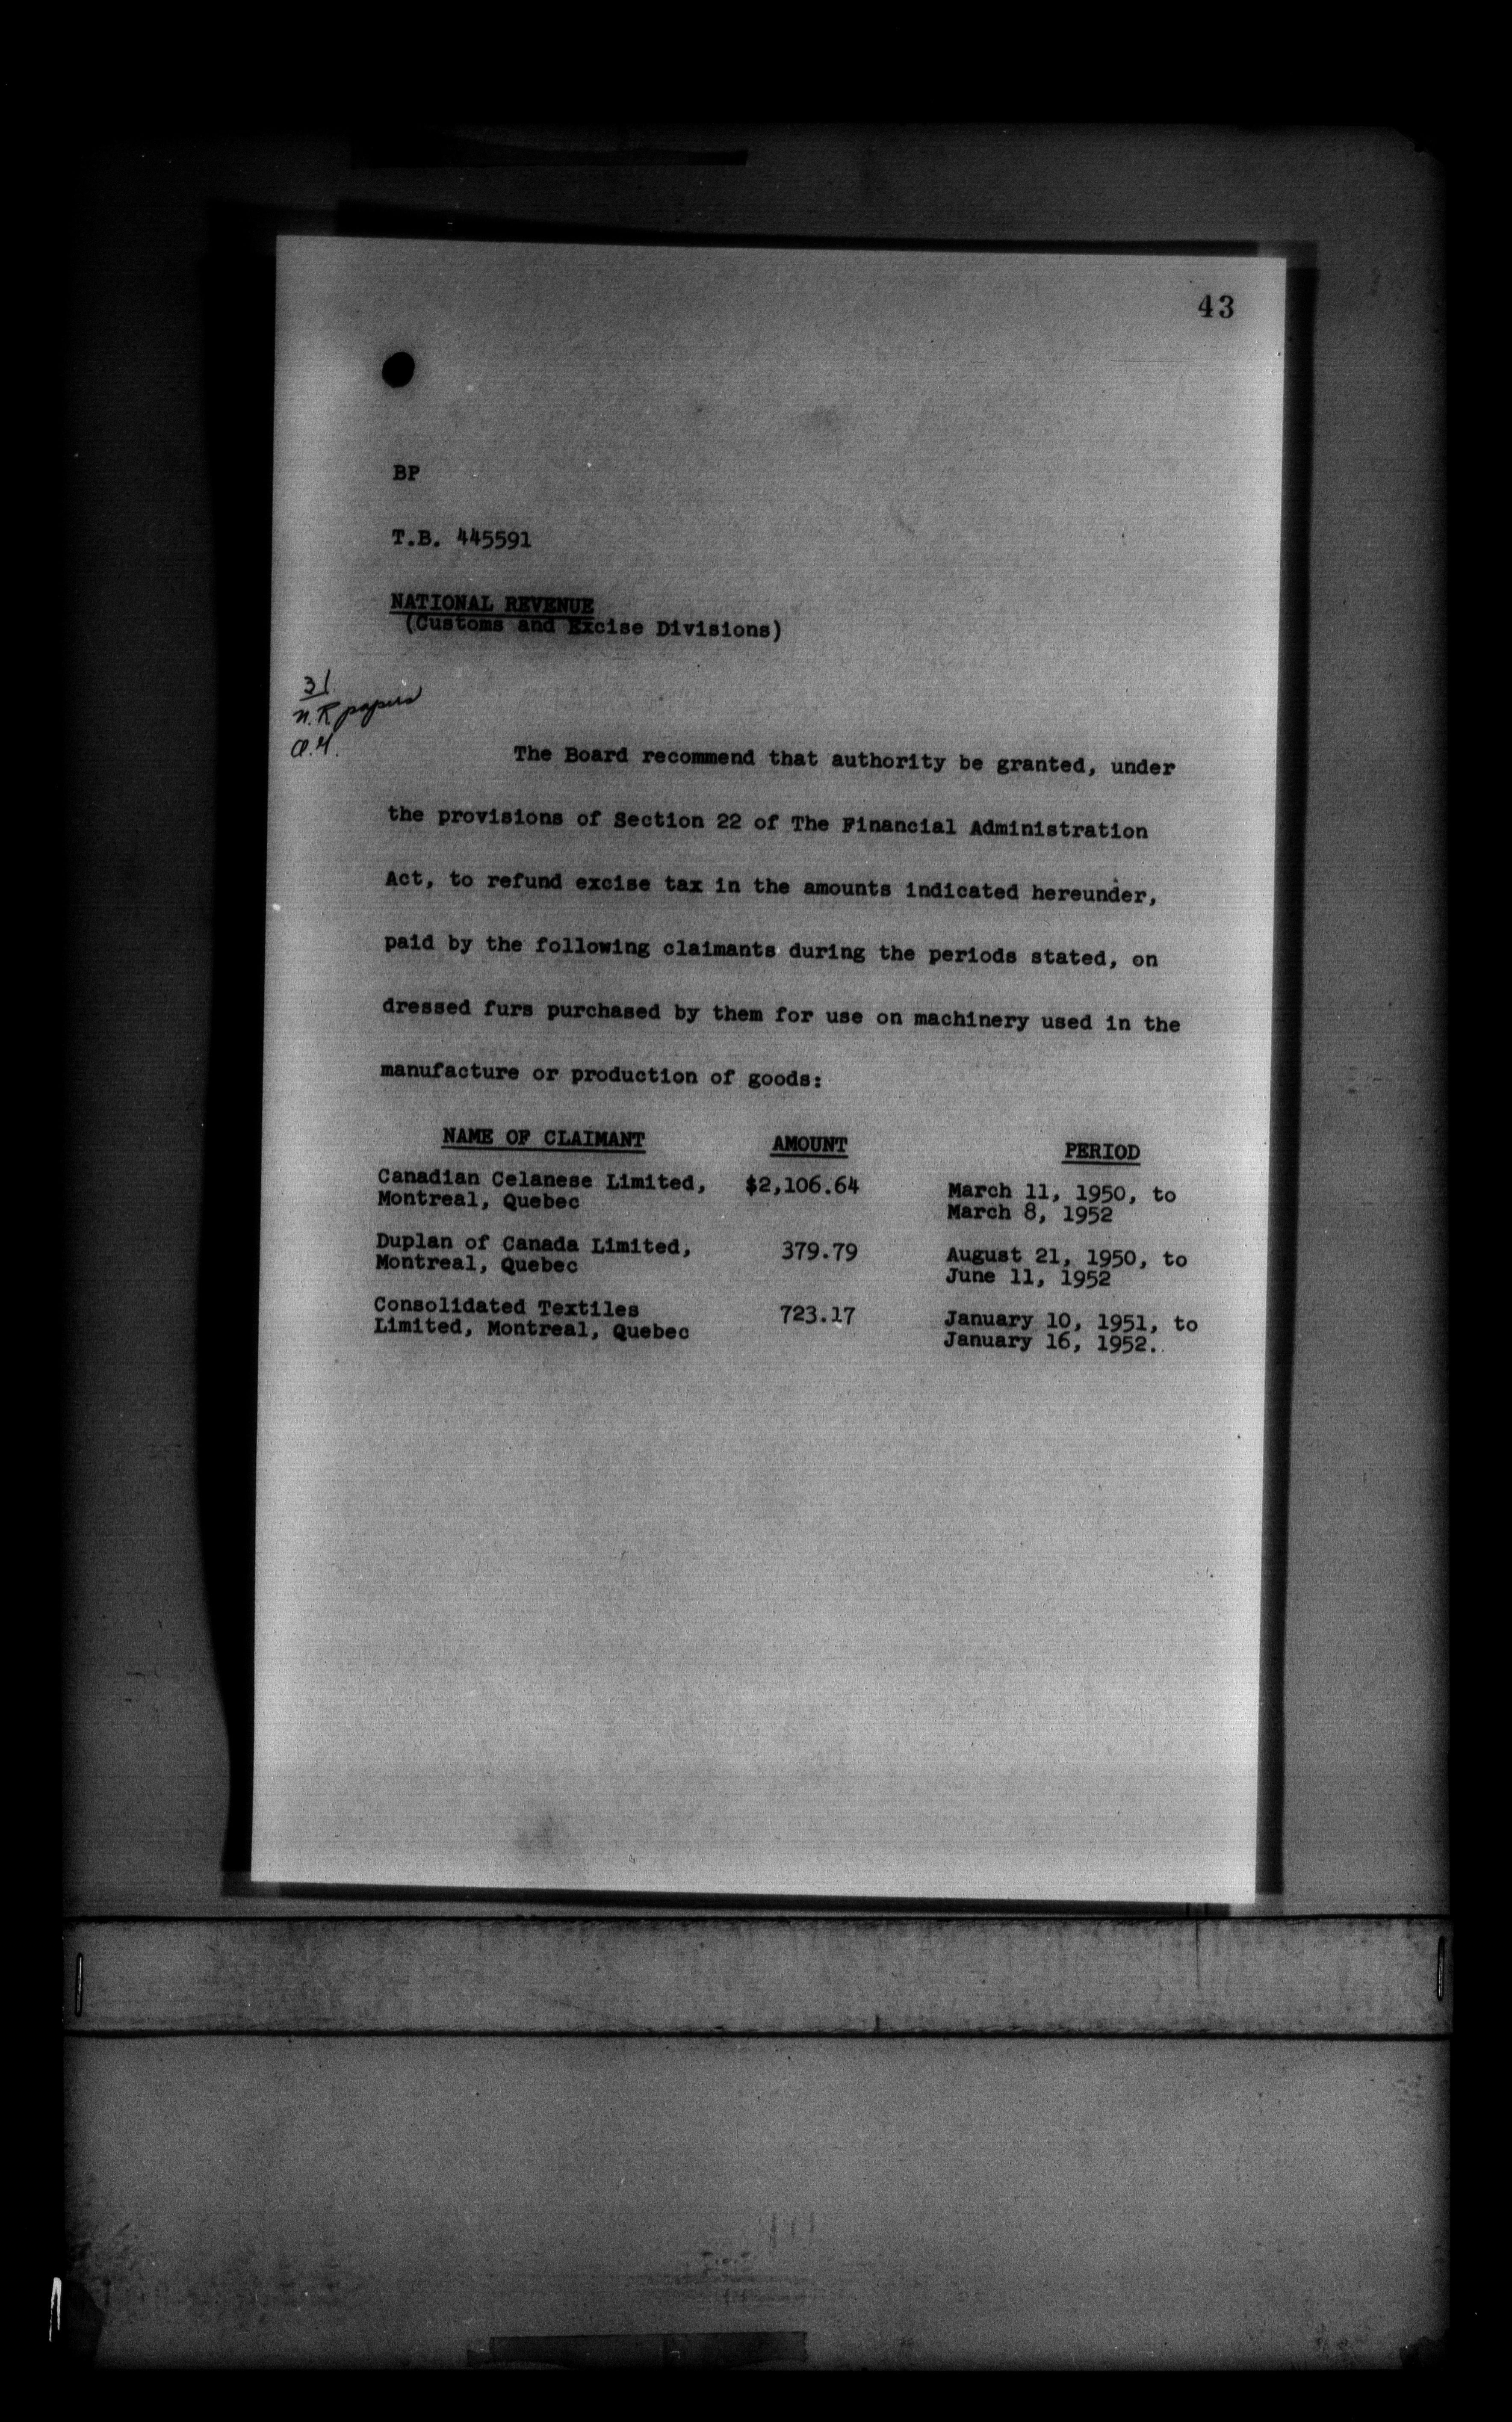 43
BP
T.B. 445591
NATIONAL REVENUE
(Customs and Excise Divisions)
31
n.R papers
The Board recommend that authority be granted, under
the provisions of Section 22 of The Financial Administration
Act, to refund excise tax in the amounts indicated hereunder,
paid by the following claimants during the periods stated, on
dressed furs purchased by them for use on machinery used in the
manufacture or production of goods:
NAME OF CLAIMANT AMOUNT PERIOD
Canadian Celanese Limited, $2,106.64 March 11, 1950, to
Montreal, Quebec March 8, 1952
Duplan of Canada Limited, 379.79 August 21, 1950, to
Montreal, Quebec June 11, 1952
Consolidated Textiles 723.17 January 10, 1951, to
Limited, Montreal, Quebec January 16, 1952.